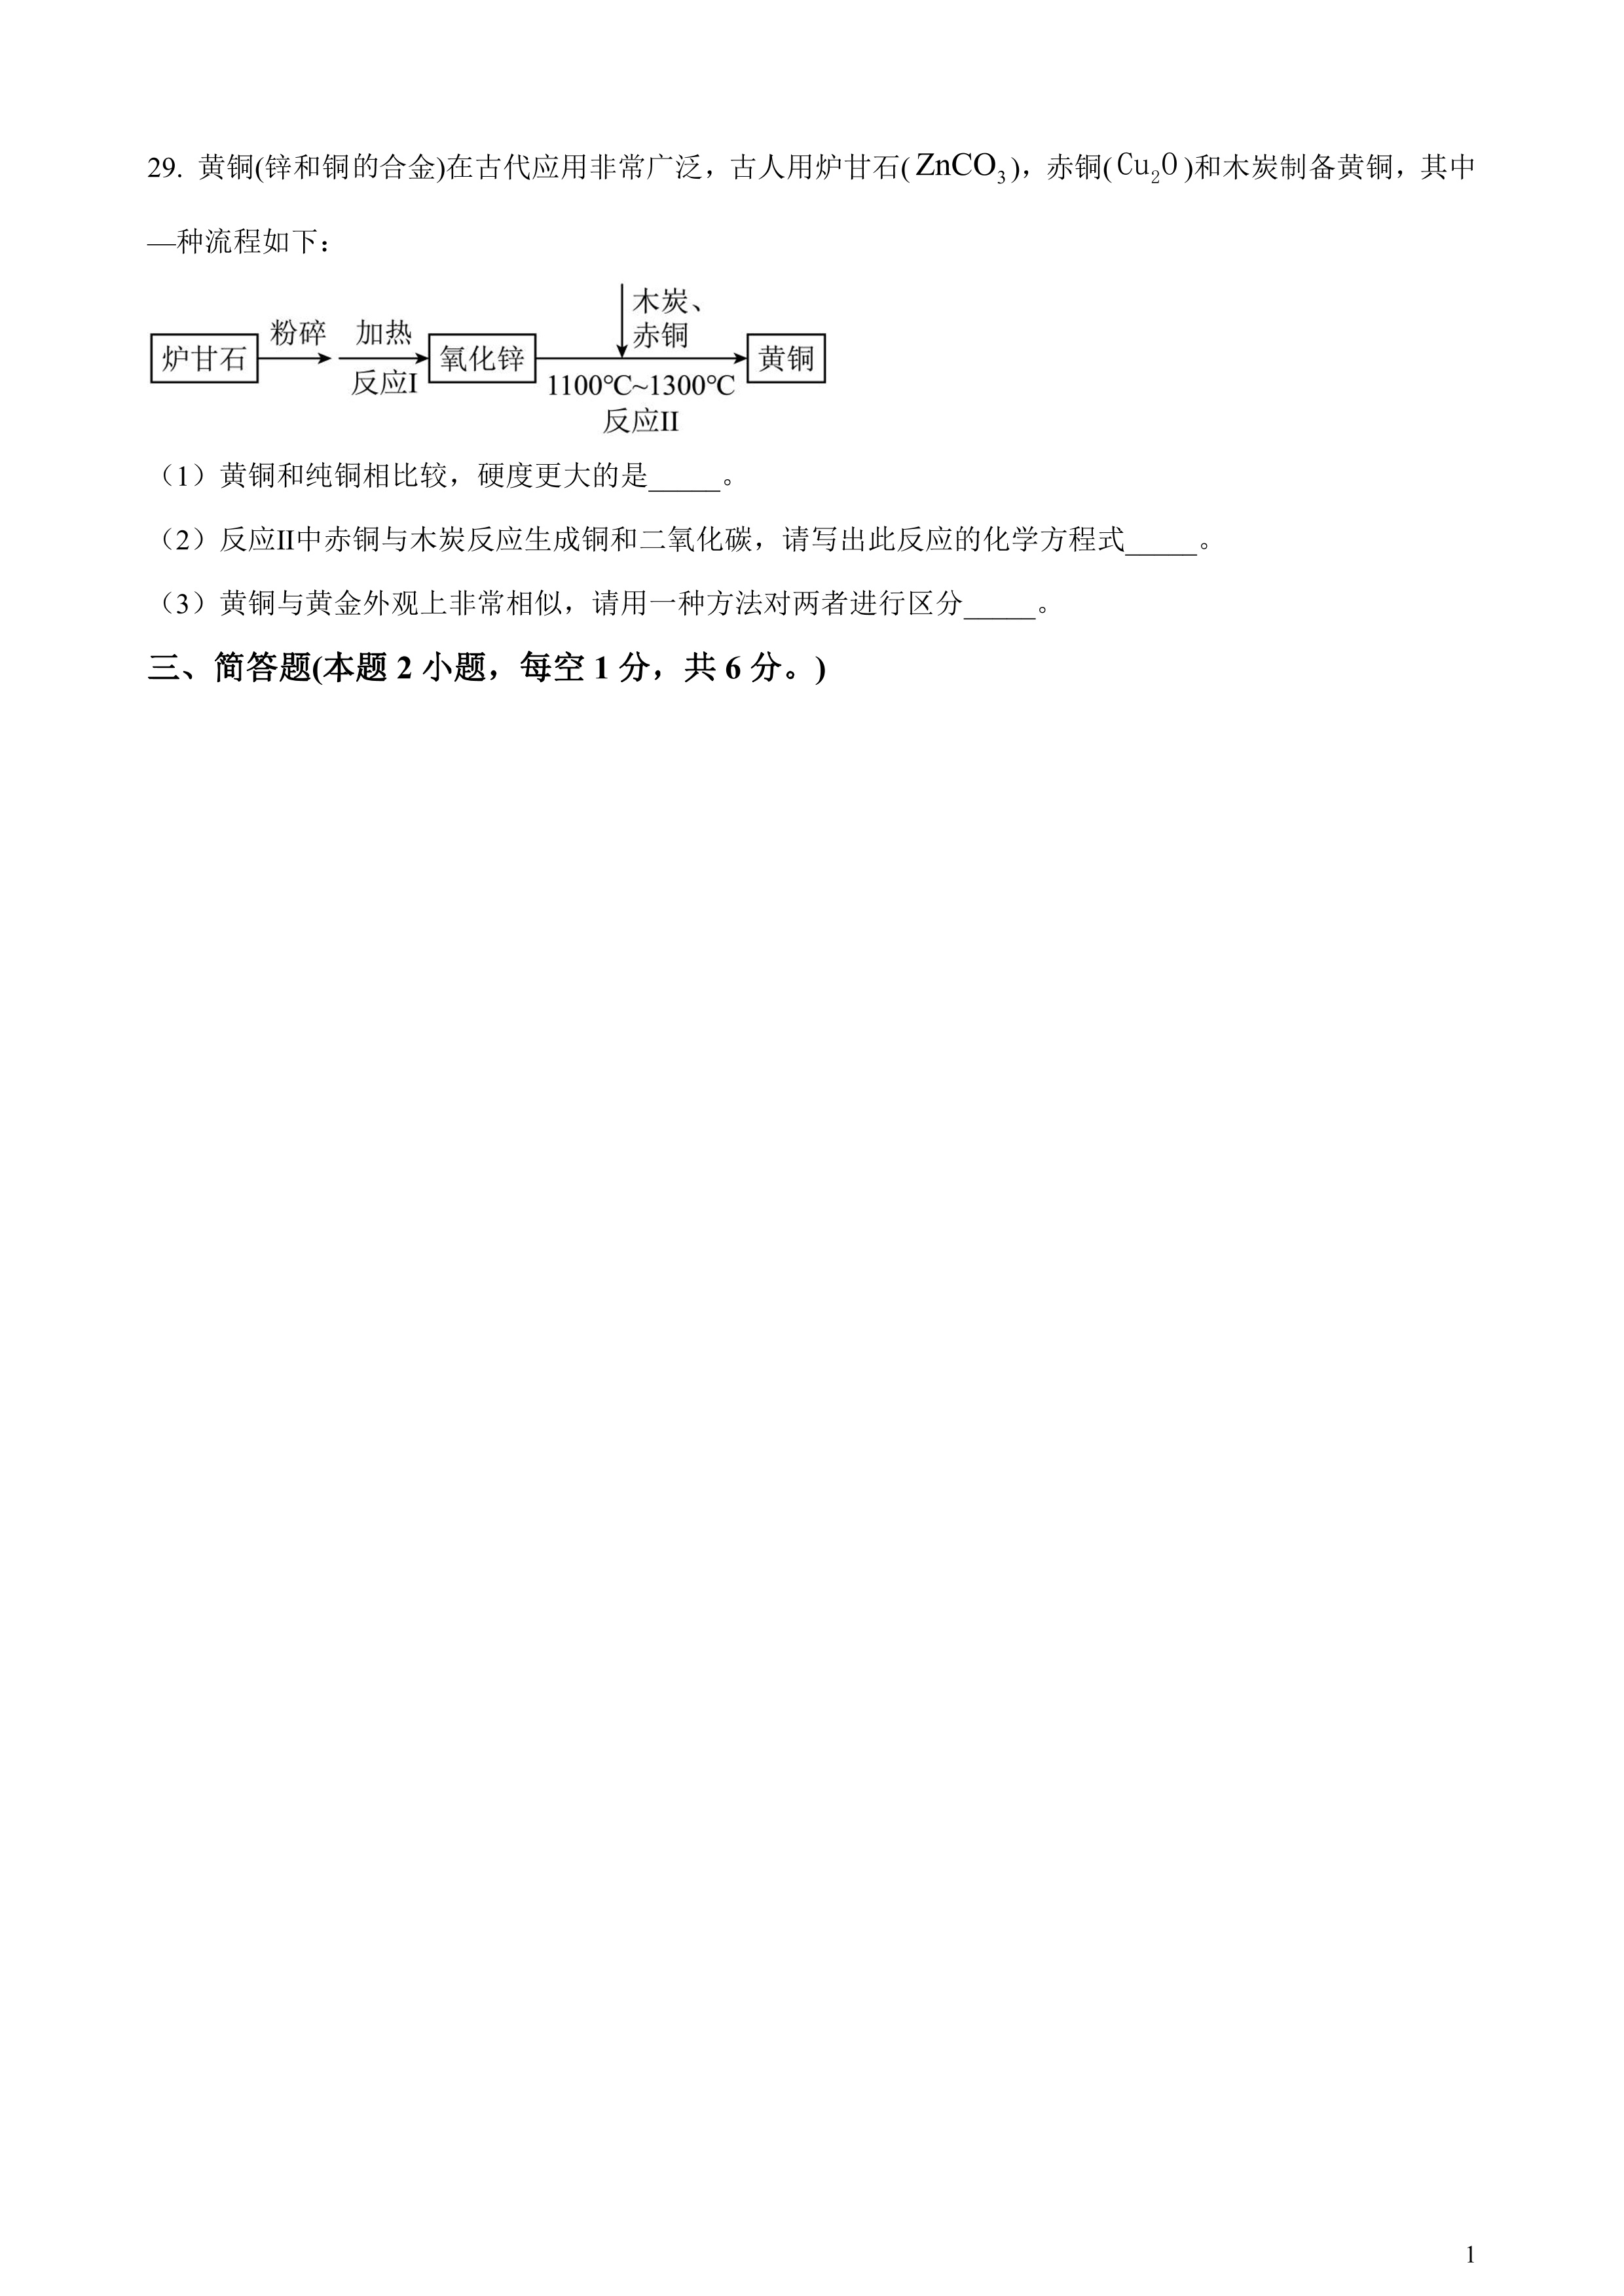 29. 黄铜(锌和铜的合金)在古代应用非常广泛，古人用炉甘石(ZnCO₃)，赤铜(Cu₂O)和木炭制备黄铜，其中
—种流程如下：
木炭、
赤铜
炉甘石 粉碎 加热 氧化锌 黄铜
反应I 1100℃~1300℃
反应II
（1）黄铜和纯铜相比较，硬度更大的是_____。
（2）反应II中赤铜与木炭反应生成铜和二氧化碳，请写出此反应的化学方程式_____。
（3）黄铜与黄金外观上非常相似，请用一种方法对两者进行区分_____。
三、简答题(本题 2 小题，每空 1 分，共 6 分。)
1